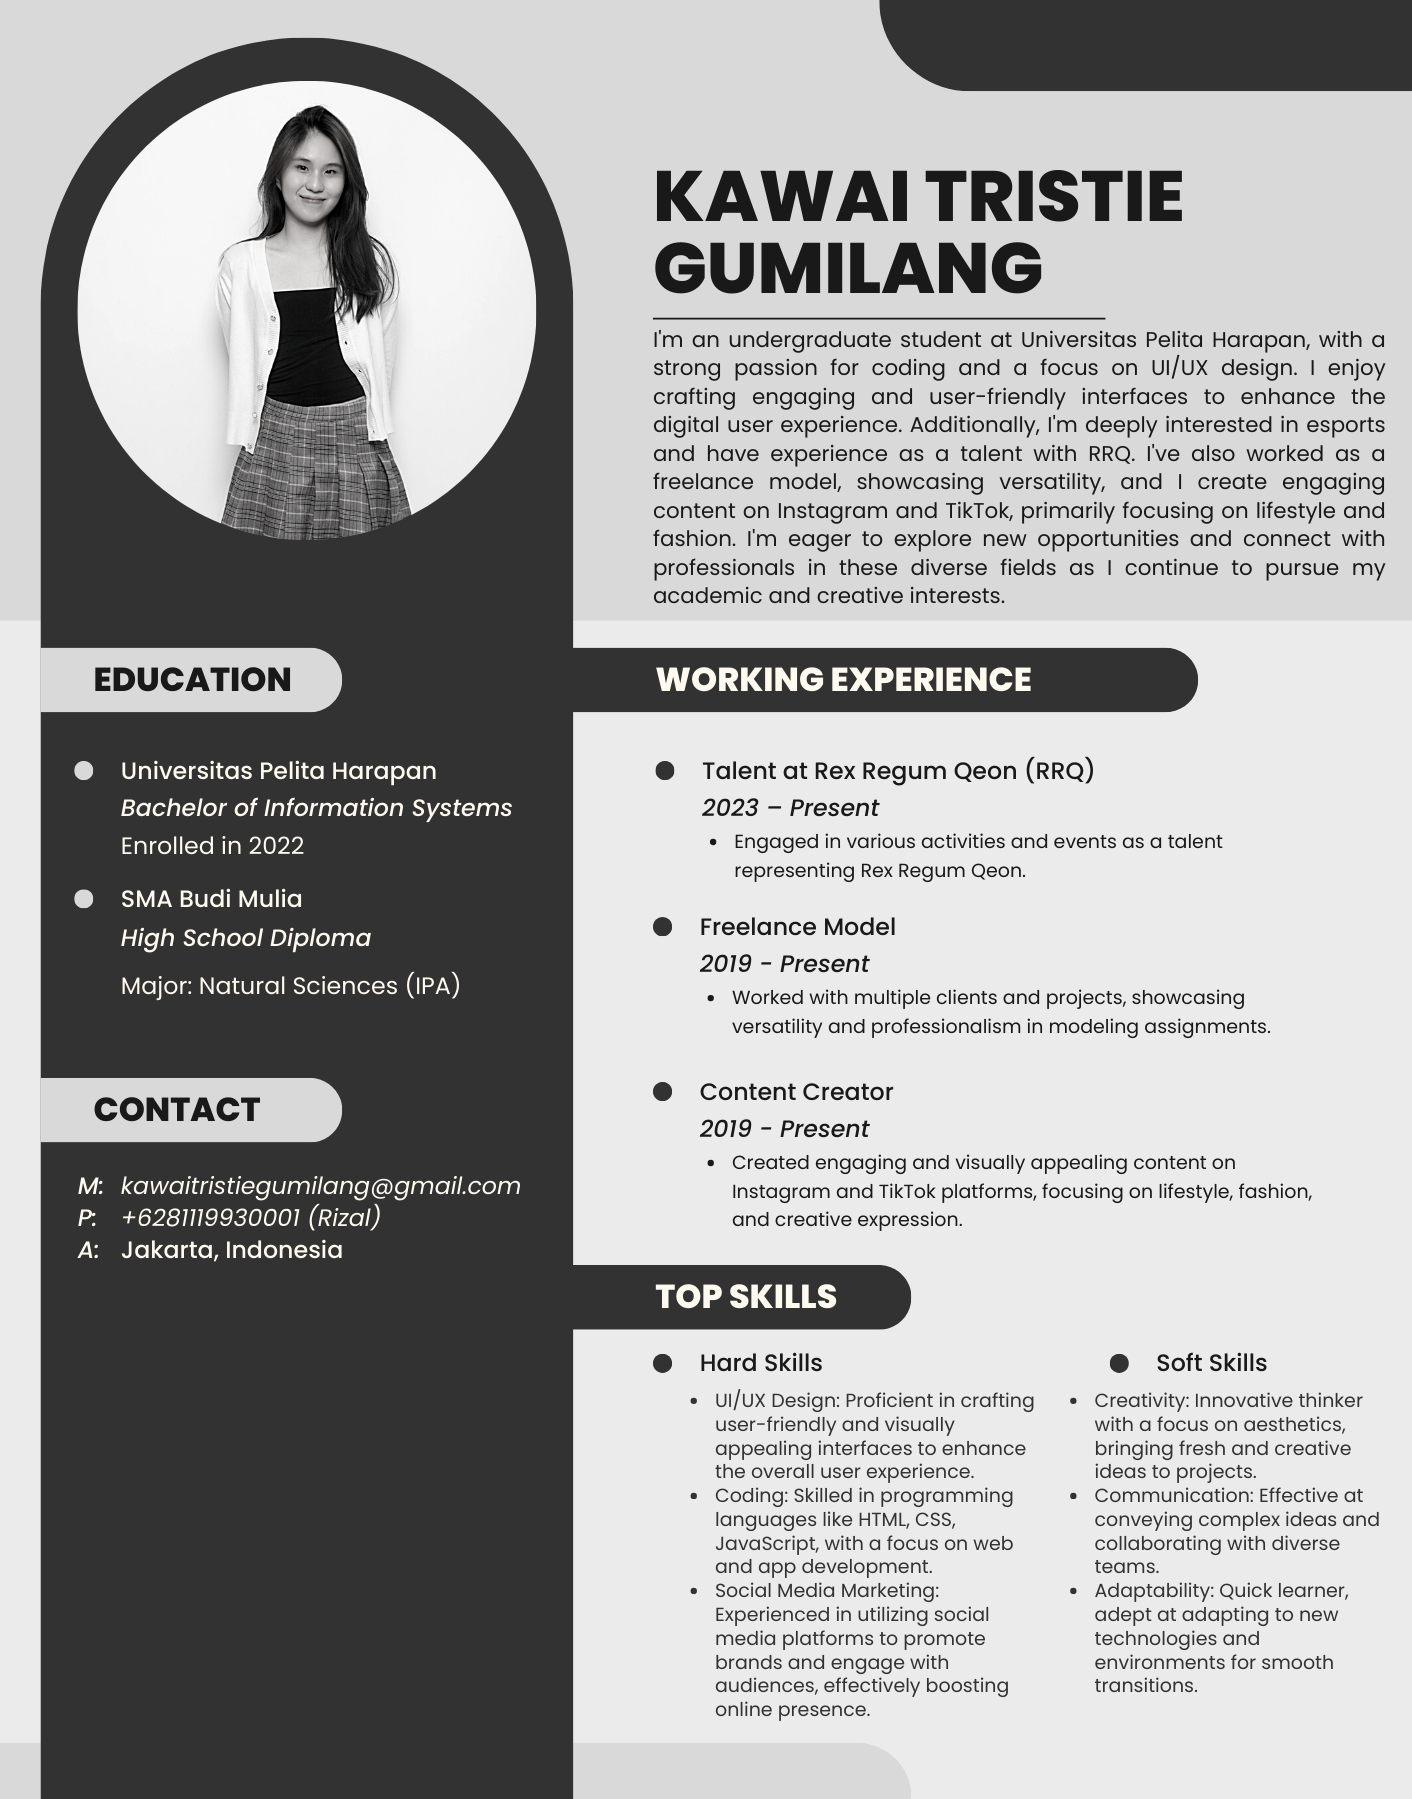 KAWAI TRISTIE
GUMILANG
I'm an undergraduate student at Universitas Pelita Harapan, with a
strong passion for coding and a focus on UI/UX design. I enjoy
crafting engaging and user-friendly interfaces to enhance the
digital user experience. Additionally, I'm deeply interested in esports
and have experience as a talent with RRQ. I've also worked as a
freelance model, showcasing versatility, and I create engaging
content on Instagram and TikTok, primarily focusing on lifestyle and
fashion. I'm eager to explore new opportunities and connect with
professionals in these diverse fields as I continue to pursue my
academic and creative interests.
EDUCATION
Universitas Pelita Harapan
Bachelor of Information Systems
Enrolled in 2022
SMA Budi Mulia
High School Diploma
Major: Natural Sciences (IPA)
CONTACT
M: kawaitristiegumilang@gmail.com
P: +6281119930001 (Rizal)
A: Jakarta, Indonesia
WORKING EXPERIENCE
Talent at Rex Regum Qeon (RRQ)
2023 – Present
• Engaged in various activities and events as a talent
representing Rex Regum Qeon.
Freelance Model
2019 - Present
• Worked with multiple clients and projects, showcasing
versatility and professionalism in modeling assignments.
Content Creator
2019 - Present
• Created engaging and visually appealing content on
Instagram and TikTok platforms, focusing on lifestyle, fashion,
and creative expression.
TOP SKILLS
Hard Skills
• UI/UX Design: Proficient in crafting
user-friendly and visually
appealing interfaces to enhance
the overall user experience.
• Coding: Skilled in programming
languages like HTML, CSS,
JavaScript, with a focus on web
and app development.
• Social Media Marketing:
Experienced in utilizing social
media platforms to promote
brands and engage with
audiences, effectively boosting
online presence.
Soft Skills
• Creativity: Innovative thinker
with a focus on aesthetics,
bringing fresh and creative
ideas to projects.
• Communication: Effective at
conveying complex ideas and
collaborating with diverse
teams.
• Adaptability: Quick learner,
adept at adapting to new
technologies and
environments for smooth
transitions.